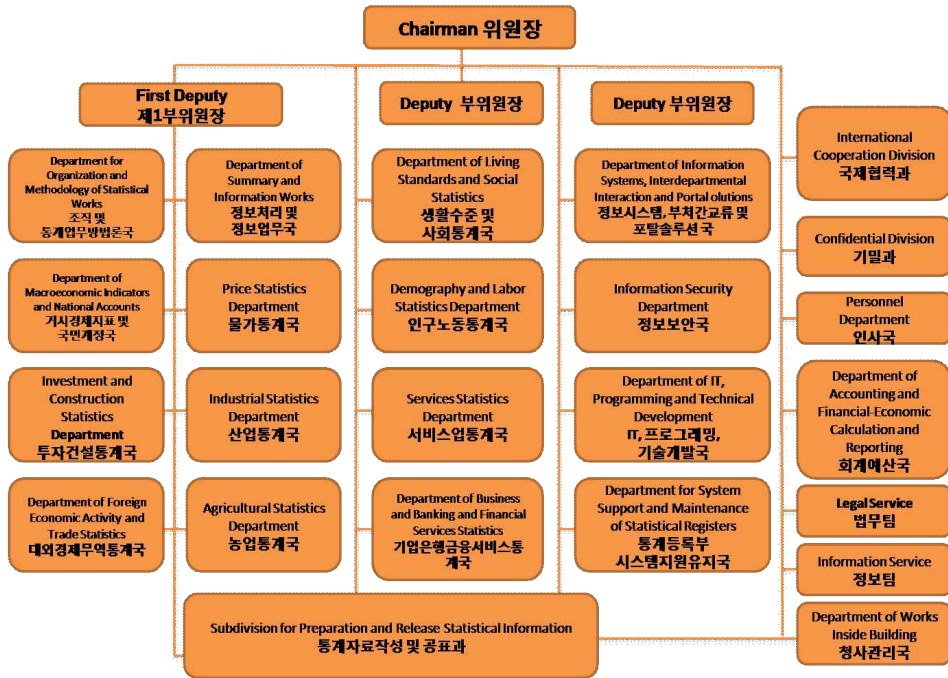 Chairman 위원장
First Deputy
제1부위원장
Deputy 부위원장
Deputy 부위원장
Department for
Organization and
Methodology of Statistical
Works
조직 및
통계업무방법론국
Department of
Summary and
Information Works
정보처리 및
정보업무국
Department of Living
Standards and Social
Statistics
생활수준 및
사회통계국
Department of Information
Systems, Interdepartmental
Interaction and Portal olutions
정보시스템, 부처간교류 및
포탈솔루션 국
International
Cooperation Division
국제협력과
Confidential Division
기밀과
Department of
Macroeconomic Indicators
and National Accounts
거시경제지표 및
국민계정국
Price Statistics
Department
물가통계국
Demography and Labor
Statistics Department
인구노동통계국
Information Security
Department
정보보안국
Personnel
Department
인사국
Investment and
Construction
Statistics
Department
투자건설통계국
Industrial Statistics
Department
산업통계국
Services Statistics
Department
서비스업통계국
Department of IT,
Programming and Technical
Development
IT, 프로그래밍,
기술개발국
Department of
Accounting and
Financial-Economic
Calculation and
Reporting
회계예산국
Department of Foreign
Economic Activity and
Trade Statistics
대외경제무역통계국
Agricultural Statistics
Department
농업통계국
Department of Business
and Banking and Financial
Services Statistics
기업은행금융서비스통
계국
Department for System
Support and Maintenance
of Statistical Registers
통계등록부
시스템지원유지국
Legal Service
법무팀
Information Service
정보팀
Subdivision for Preparation and Release Statistical Information
통계자료작성 및 공표과
Department of Works
Inside Building
청사관리국